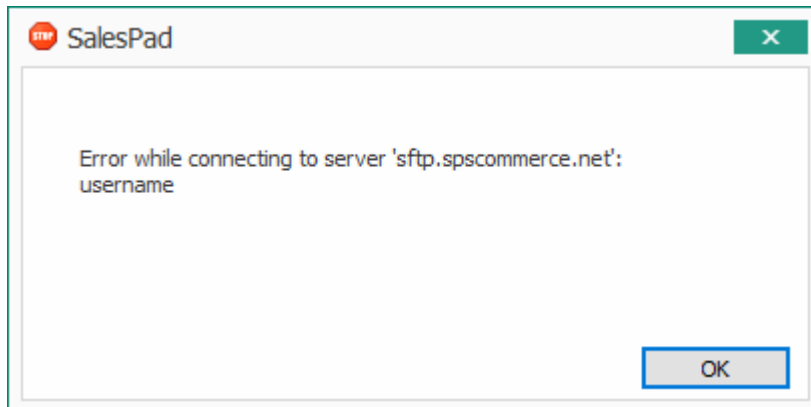 STOP SalesPad
Error while connecting to server 'sftp.spscommerce.net':
username
OK